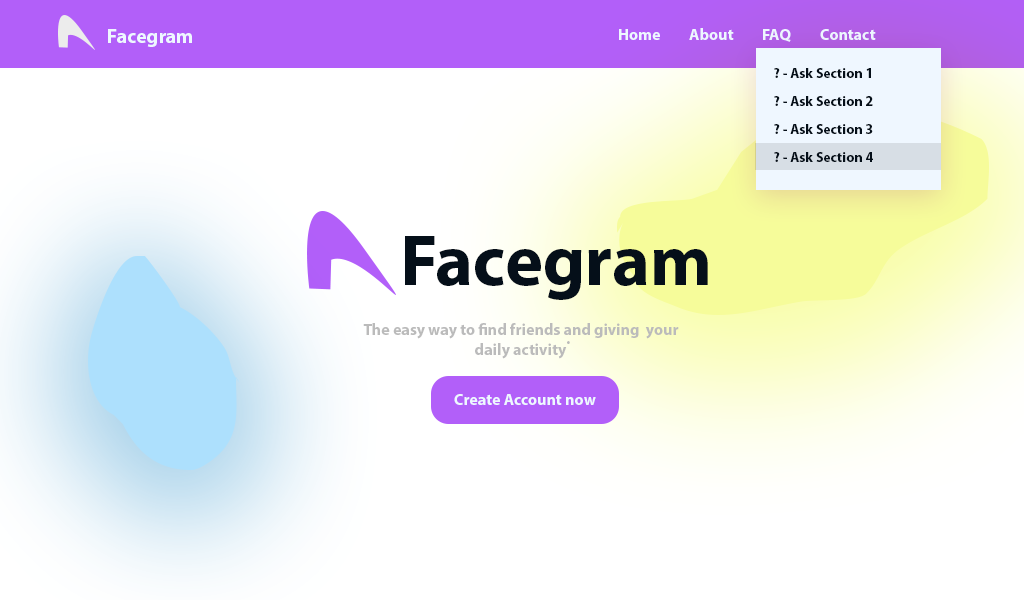 Facegram
Home About FAQ Contact
? - Ask Section 1
? - Ask Section 2
? - Ask Section 3
? - Ask Section 4
Facegram
The easy way to find friends and giving your
daily activity.
Create Account now